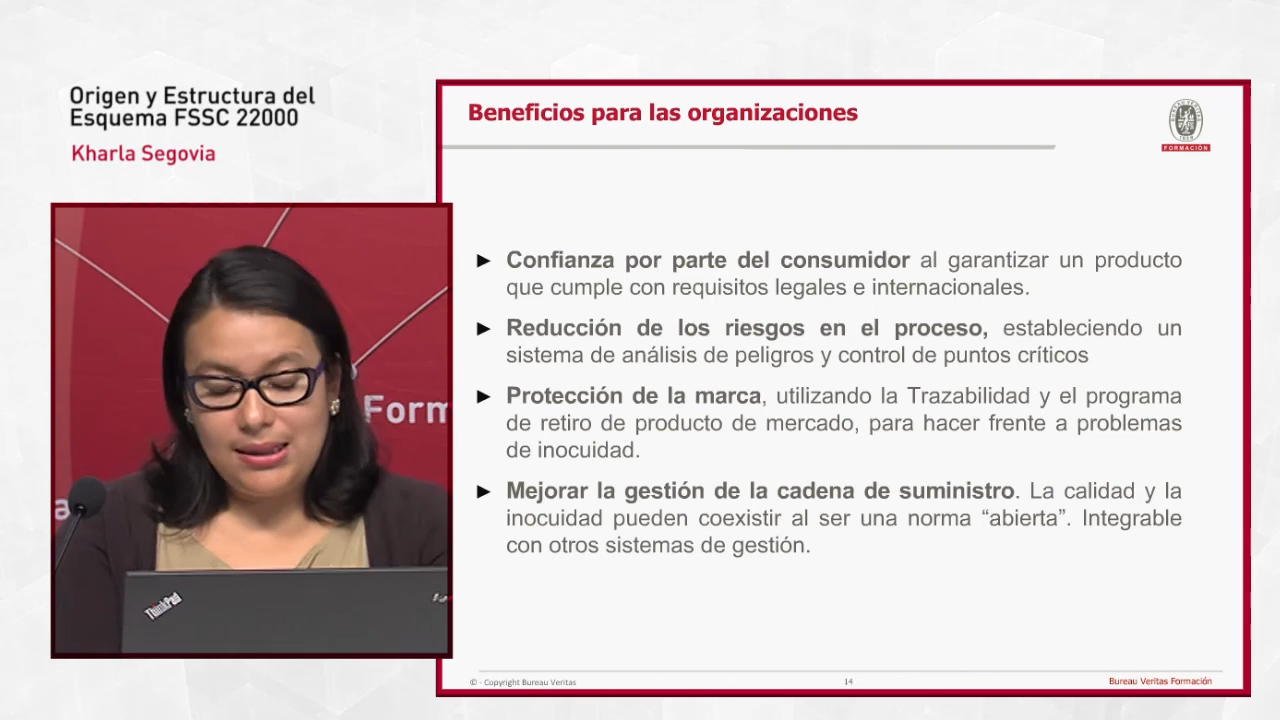 Origen y Estructura del
Esquema FSSC 22000
Kharla Segovia
Beneficios para las organizaciones
FORMACIÓN
► Confianza por parte del consumidor al garantizar un producto
que cumple con requisitos legales e internacionales.
► Reducción de los riesgos en el proceso, estableciendo un
sistema de análisis de peligros y control de puntos críticos
► Protección de la marca, utilizando la Trazabilidad y el programa
de retiro de producto de mercado, para hacer frente a problemas
de inocuidad.
► Mejorar la gestión de la cadena de suministro. La calidad y la
inocuidad pueden coexistir al ser una norma “abierta”. Integrable
con otros sistemas de gestión.
Form
a
ThinkPad
© - Copyright Bureau Veritas
14
Bureau Veritas Formación